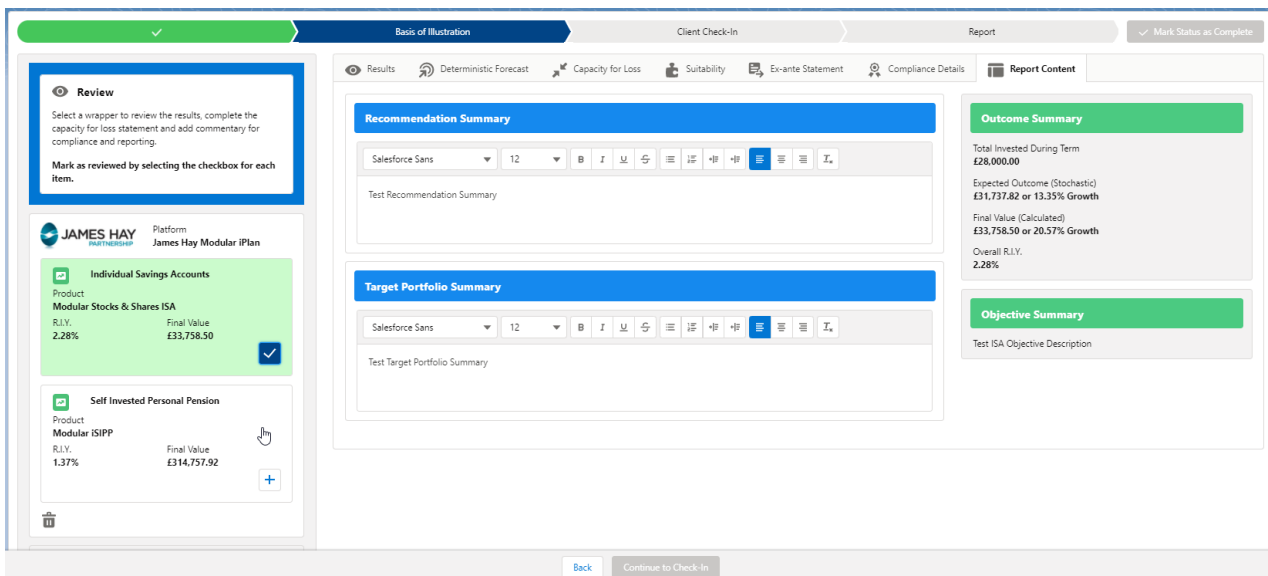 Basis of Illustration
Client Check-In
Report
Mark Status as Complete
Review
Select a wrapper to review the results, complete the
capacity for loss statement and add commentary for
compliance and reporting.
Mark as reviewed by selecting the checkbox for each
item.
JAMES HAY
PARTNERSHIP
Platform
James Hay Modular iPlan
Individual Savings Accounts
Product
Modular Stocks & Shares ISA
R.I.Y.
Final Value
2.28%
£33,758.50
Self Invested Personal Pension
Product
Modular iSIPP
R.I.Y.
Final Value
1.37%
£314,757.92
Results
Deterministic Forecast
Capacity for Loss
Suitability
Ex-ante Statement
Compliance Details
Report Content
Recommendation Summary
Salesforce Sans
12
B I U S
Test Recommendation Summary
Target Portfolio Summary
Salesforce Sans
12
B I U S
Test Target Portfolio Summary
Outcome Summary
Total Invested During Term
£28,000.00
Expected Outcome (Stochastic)
£31,737.82 or 13.35% Growth
Final Value (Calculated)
£33,758.50 or 20.57% Growth
Overall R.I.Y.
2.28%
Objective Summary
Test ISA Objective Description
Back
Continue to Check-In